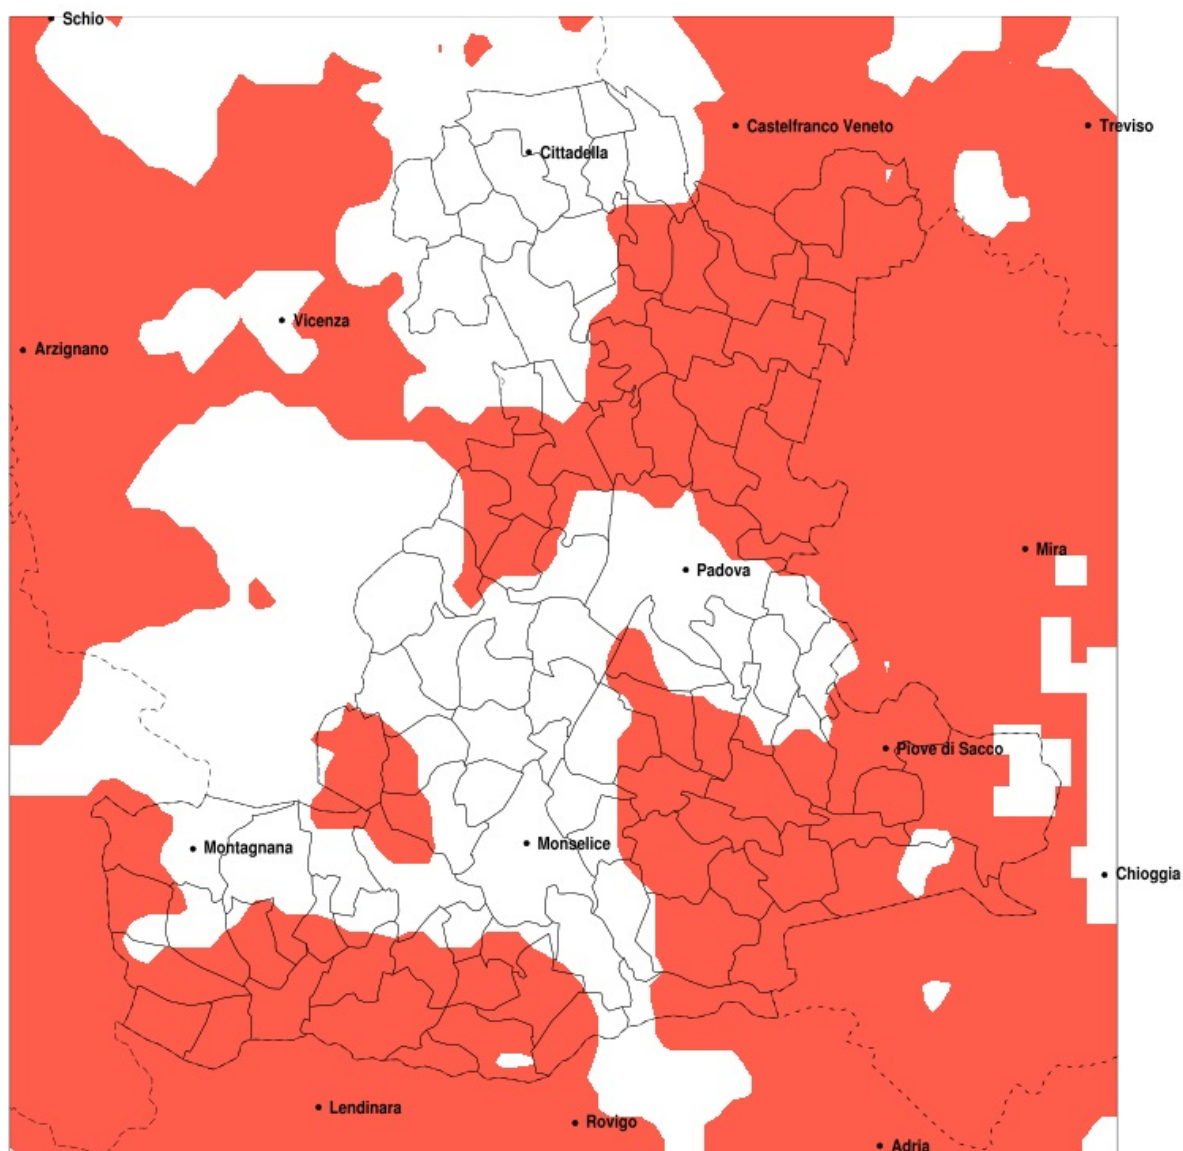 Schio
Castelfranco Veneto
Treviso
Cittadella
Vicenza
Arzignano
Mira
Padova
Piove di Sacco
Montagnana
Monselice
Chioggia
Lendinara
Rovigo
Adria